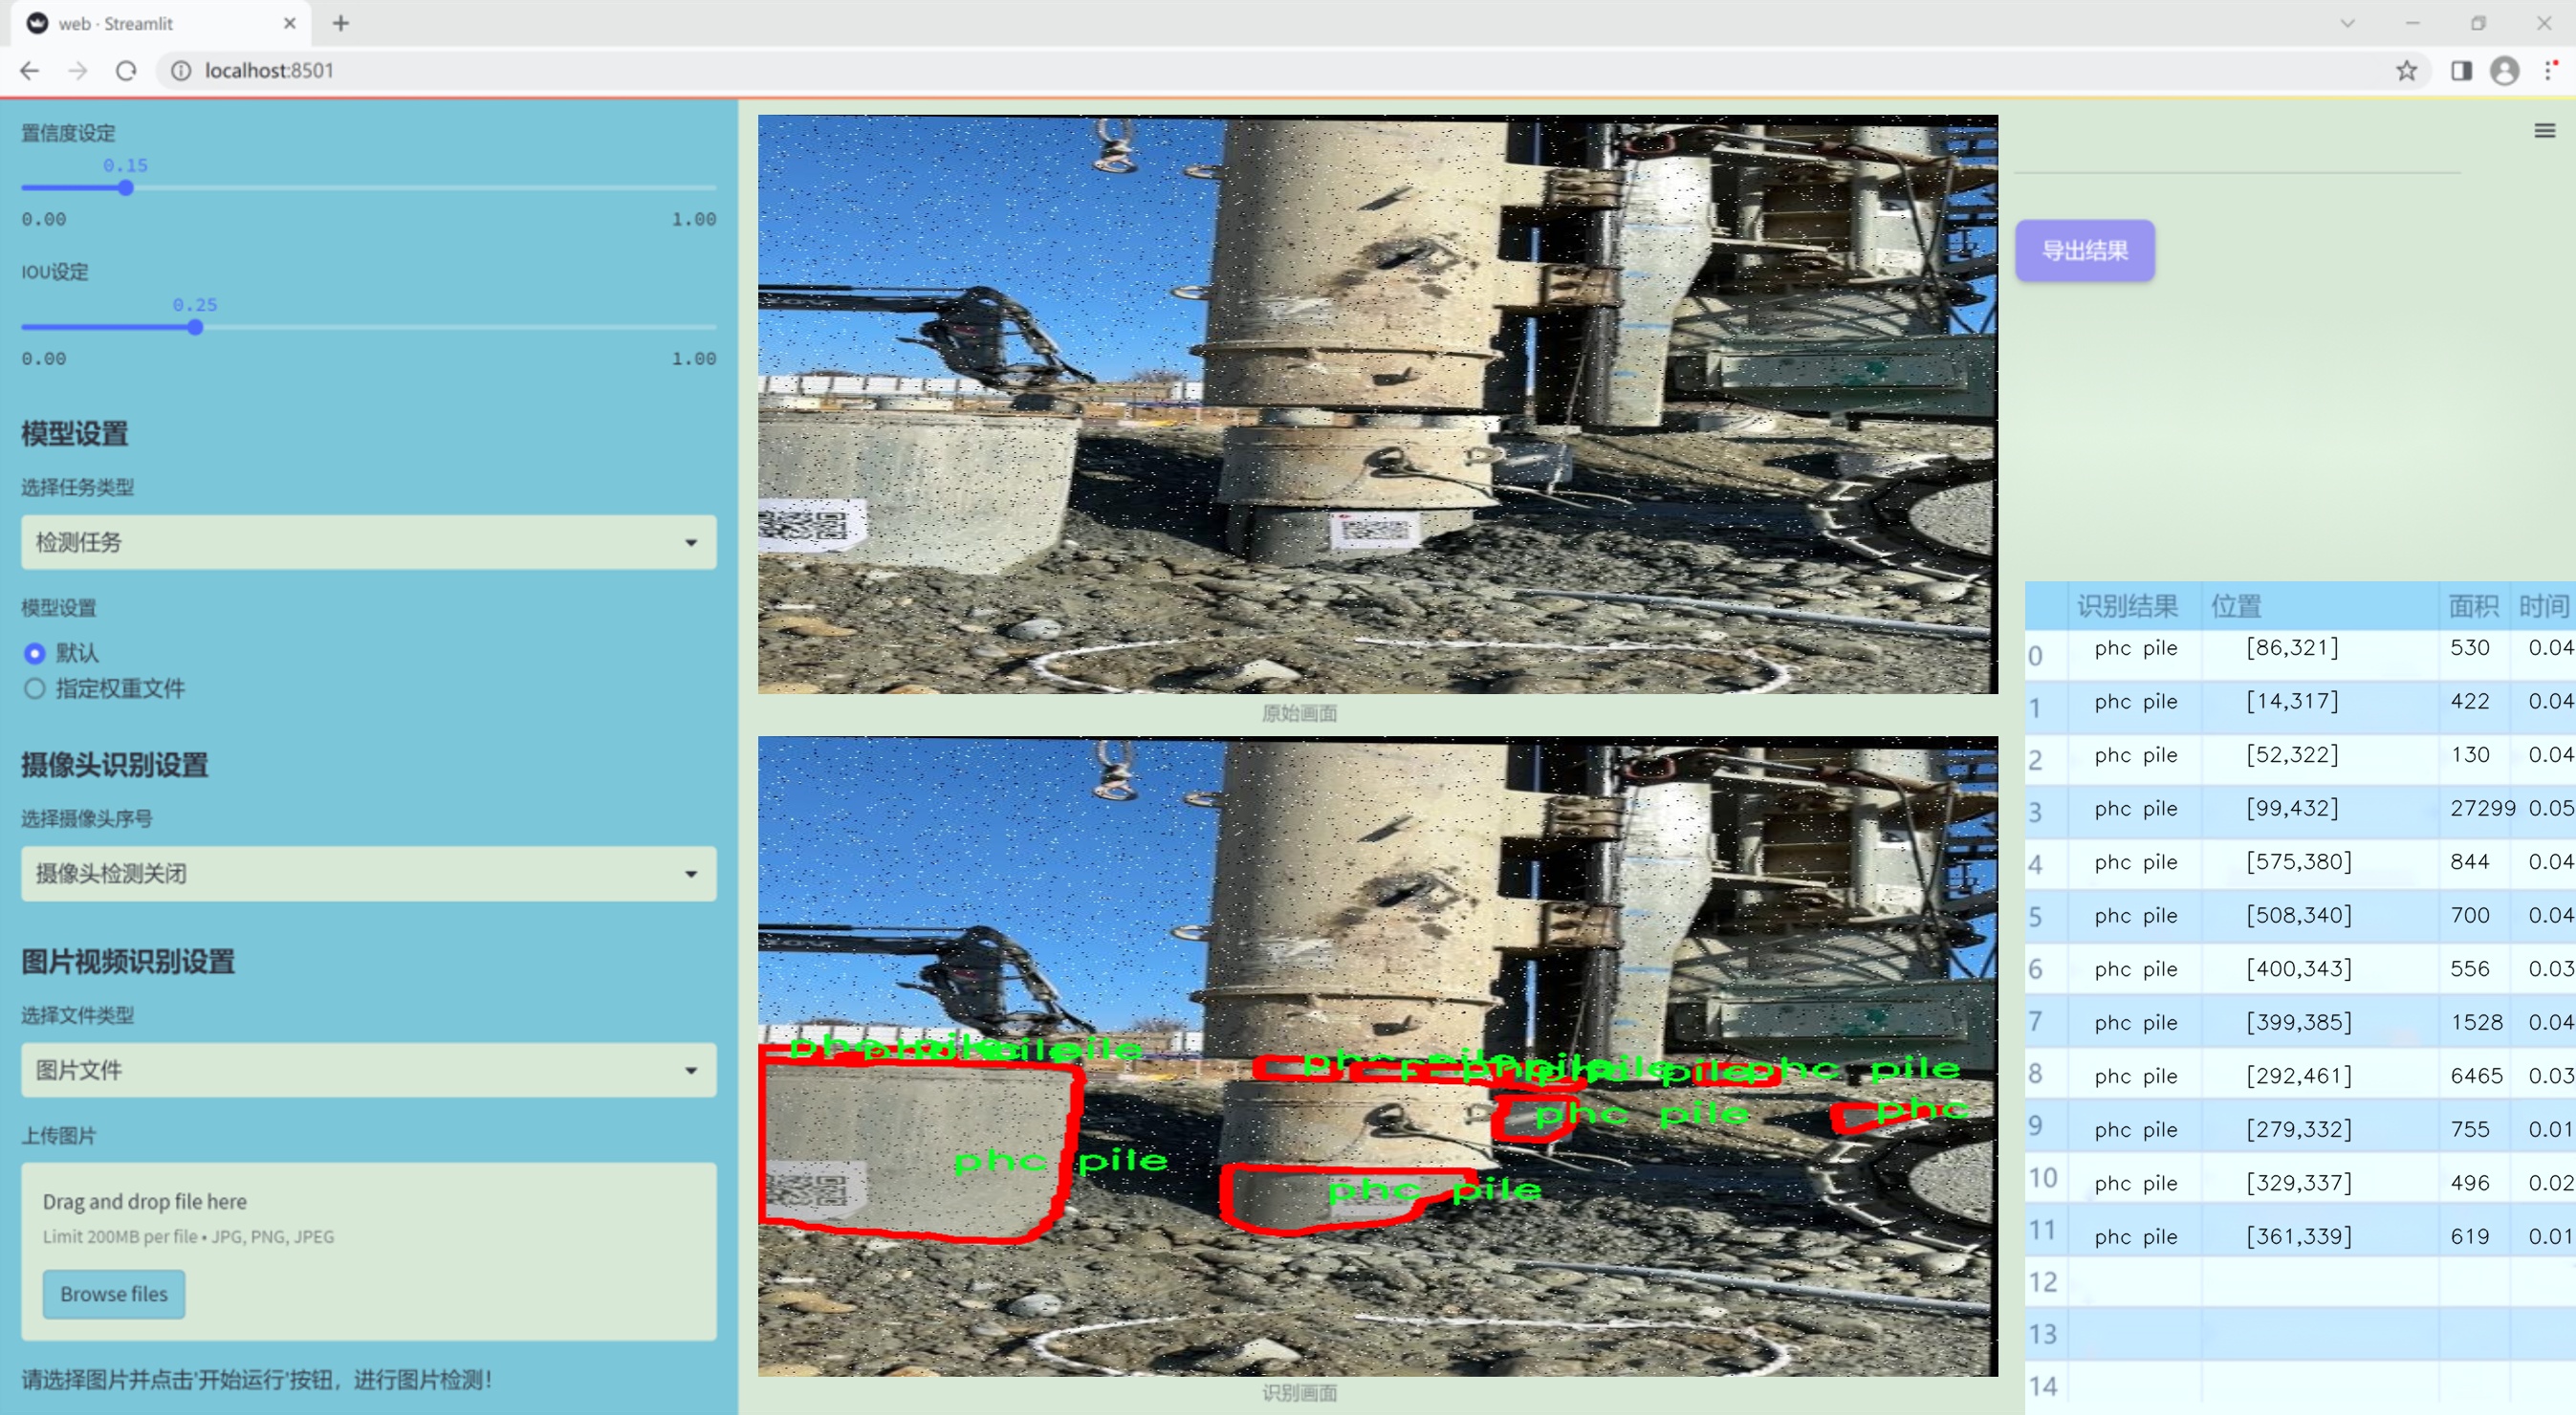 web · Streamlit
localhost:8501
置信度设定
0.15
0.00 1.00
IOU设定
0.25
0.00 1.00
模型设置
选择任务类型
检测任务
模型设置
默认
指定权重文件
摄像头识别设置
选择摄像头序号
摄像头检测关闭
图片视频识别设置
选择文件类型
图片文件
上传图片
Drag and drop file here
Limit 200MB per file • JPG, PNG, JPEG
Browse files
请选择图片并点击'开始运行'按钮，进行图片检测！
原始画面
phc pile
phc pile
phc pile
phc
phc pile
phc pile
识别画面
导出结果
识别结果 位置 面积 时间
0 phc pile [86,321] 530 0.04
1 phc pile [14,317] 422 0.04
2 phc pile [52,322] 130 0.04
3 phc pile [99,432] 27299 0.05
4 phc pile [575,380] 844 0.04
5 phc pile [508,340] 700 0.04
6 phc pile [400,343] 556 0.03
7 phc pile [399,385] 1528 0.04
8 phc pile [292,461] 6465 0.03
9 phc pile [279,332] 755 0.01
10 phc pile [329,337] 496 0.02
11 phc pile [361,339] 619 0.01
12
13
14